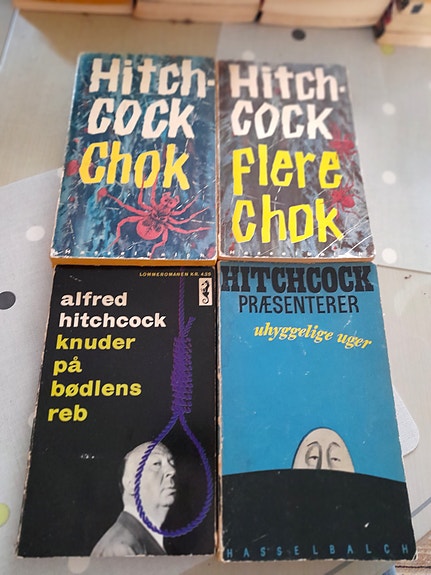 Hitch-
cock
Chok
Hitch-
cock
Flere
chok
LOMMEROMANEN KR. 4.35
alfred
hitchcock
knuder
på
bødlens
reb
HITCHCOCK
PRÆSENTERER
uhyggelige uger
HASSELBALCH